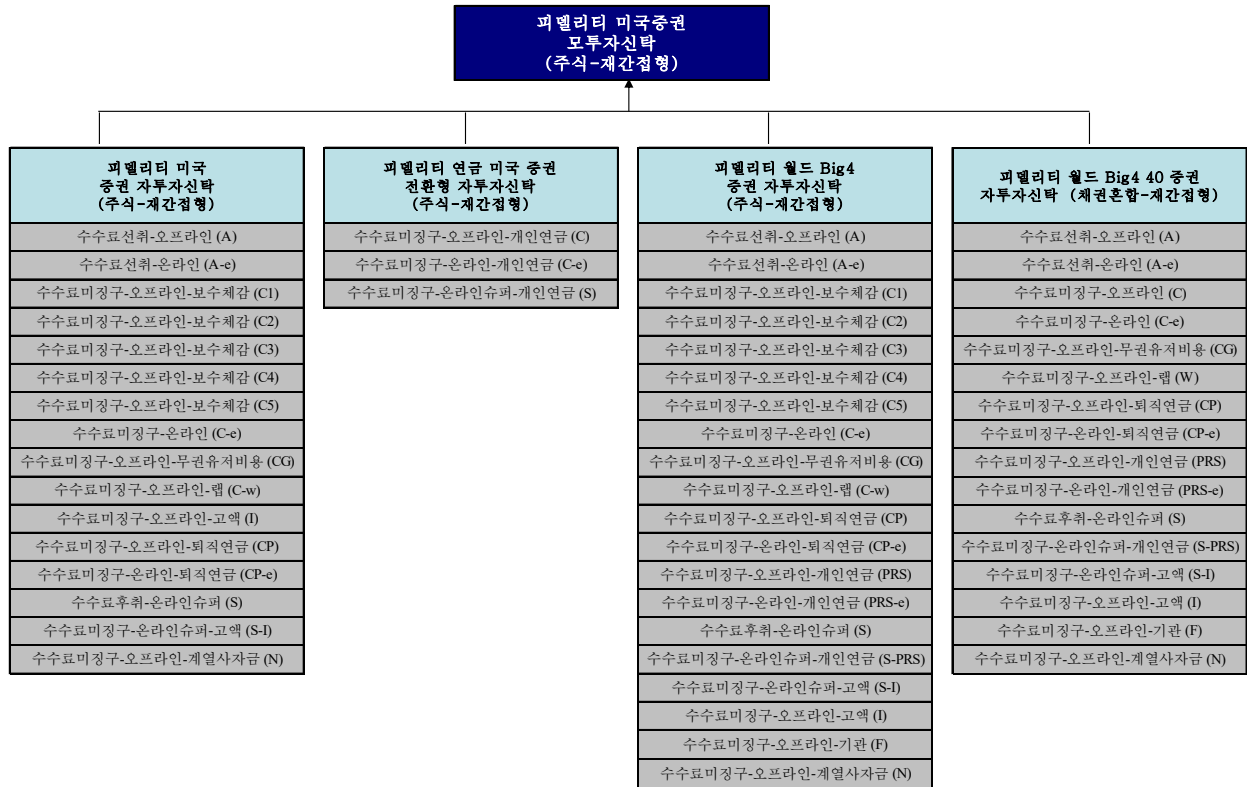 피델리티 미국증권
모투자신탁
(주식-재간접형)
피델리티 미국
증권 자투자신탁
(주식-재간접형)
수수료선취-오프라인 (A)
수수료선취-온라인 (A-e)
수수료미징구-오프라인-보수체감 (C1)
수수료미징구-오프라인-보수체감 (C2)
수수료미징구-오프라인-보수체감 (C3)
수수료미징구-오프라인-보수체감 (C4)
수수료미징구-오프라인-보수체감 (C5)
수수료미징구-온라인 (C-e)
수수료미징구-오프라인-무권유저비용 (CG)
수수료미징구-오프라인-랩 (C-w)
수수료미징구-오프라인-고액 (I)
수수료미징구-오프라인-퇴직연금 (CP)
수수료미징구-온라인-퇴직연금 (CP-e)
수수료후취-온라인슈퍼 (S)
수수료미징구-온라인슈퍼-고액 (S-I)
수수료미징구-오프라인-계열사자금 (N)
피델리티 연금 미국 증권
전환형 자투자신탁
(주식-재간접형)
수수료미징구-오프라인-개인연금 (C)
수수료미징구-온라인-개인연금 (C-e)
수수료미징구-온라인슈퍼-개인연금 (S)
피델리티 월드 Big4
증권 자투자신탁
(주식-재간접형)
수수료선취-오프라인 (A)
수수료선취-온라인 (A-e)
수수료미징구-오프라인-보수체감 (C1)
수수료미징구-오프라인-보수체감 (C2)
수수료미징구-오프라인-보수체감 (C3)
수수료미징구-오프라인-보수체감 (C4)
수수료미징구-오프라인-보수체감 (C5)
수수료미징구-온라인 (C-e)
수수료미징구-오프라인-무권유저비용 (CG)
수수료미징구-오프라인-랩 (C-w)
수수료미징구-오프라인-퇴직연금 (CP)
수수료미징구-온라인-퇴직연금 (CP-e)
수수료미징구-오프라인-개인연금 (PRS)
수수료미징구-온라인-개인연금 (PRS-e)
수수료후취-온라인슈퍼 (S)
수수료미징구-온라인슈퍼-개인연금 (S-PRS)
수수료미징구-온라인슈퍼-고액 (S-I)
수수료미징구-오프라인-고액 (I)
수수료미징구-오프라인-기관 (F)
수수료미징구-오프라인-계열사자금 (N)
피델리티 월드 Big4 40 증권
자투자신탁 (채권혼합-재간접형)
수수료선취-오프라인 (A)
수수료선취-온라인 (A-e)
수수료미징구-오프라인 (C)
수수료미징구-온라인 (C-e)
수수료미징구-오프라인-무권유저비용 (CG)
수수료미징구-오프라인-랩 (W)
수수료미징구-오프라인-퇴직연금 (CP)
수수료미징구-온라인-퇴직연금 (CP-e)
수수료미징구-오프라인-개인연금 (PRS)
수수료미징구-온라인-개인연금 (PRS-e)
수수료후취-온라인슈퍼 (S)
수수료미징구-온라인슈퍼-개인연금 (S-PRS)
수수료미징구-온라인슈퍼-고액 (S-I)
수수료미징구-오프라인-고액 (I)
수수료미징구-오프라인-기관 (F)
수수료미징구-오프라인-계열사자금 (N)